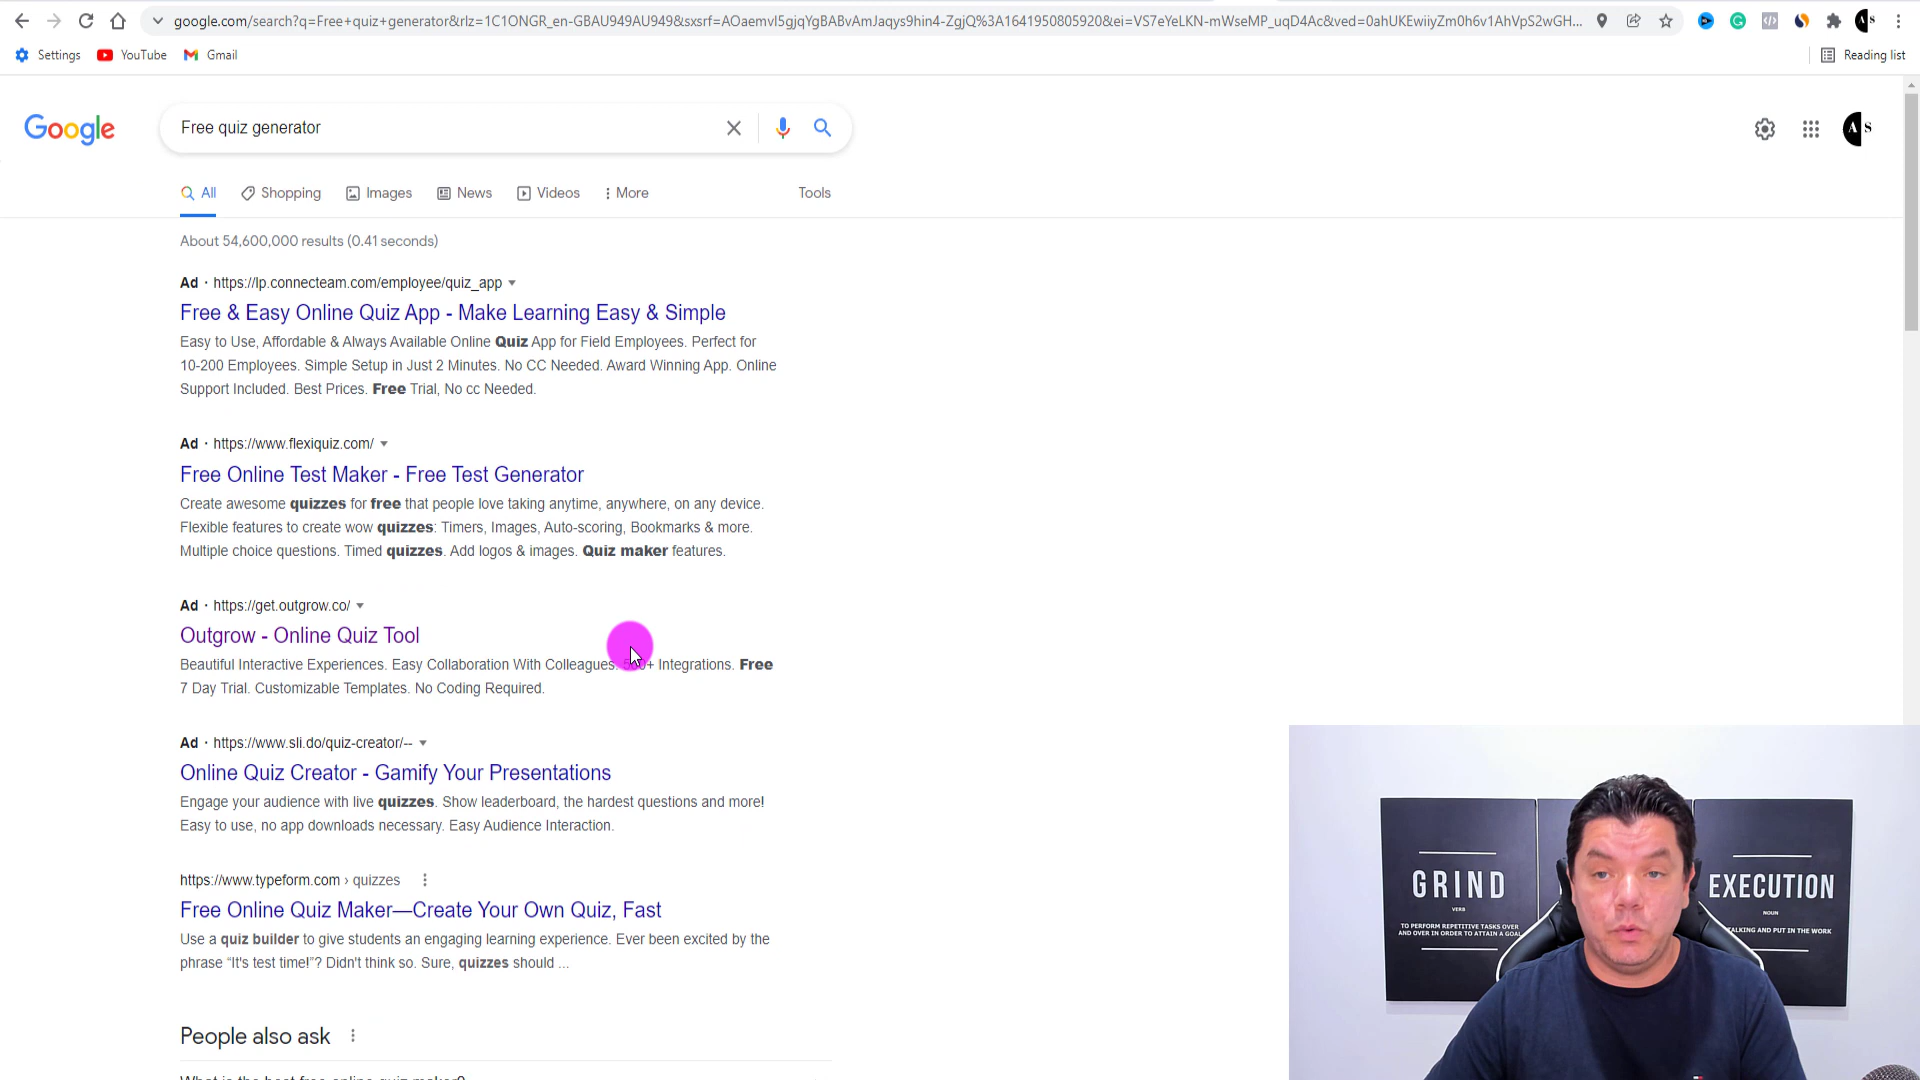 google.com/search?q=Free+quiz+generator&rlz=1C1ONGR_en-GBAU949AU949&sxsrf=AOaemvI5gjqYgBABvAmJaqys9hin4-ZgjQ%3A1641950805920&ei=VS7eYeLKN-mWseMP_uqD4Ac&ved=0ahUKEwiiyZm0h6v1AhVpS2wGH...
Settings
YouTube
Gmail
Reading list
Google
Free quiz generator
A S
All
Shopping
Images
News
Videos
More
Tools
About 54,600,000 results (0.41 seconds)
Ad · https://lp.connecteam.com/employee/quiz_app
Free & Easy Online Quiz App - Make Learning Easy & Simple
Easy to Use, Affordable & Always Available Online Quiz App for Field Employees. Perfect for
10-200 Employees. Simple Setup in Just 2 Minutes. No CC Needed. Award Winning App. Online
Support Included. Best Prices. Free Trial, No cc Needed.
Ad · https://www.flexiquiz.com/
Free Online Test Maker - Free Test Generator
Create awesome quizzes for free that people love taking anytime, anywhere, on any device.
Flexible features to create wow quizzes: Timers, Images, Auto-scoring, Bookmarks & more.
Multiple choice questions. Timed quizzes. Add logos & images. Quiz maker features.
Ad · https://get.outgrow.co/
Outgrow - Online Quiz Tool
Beautiful Interactive Experiences. Easy Collaboration With Colleagues. Integrations. Free
7 Day Trial. Customizable Templates. No Coding Required.
Ad · https://www.sli.do/quiz-creator/--
Online Quiz Creator - Gamify Your Presentations
Engage your audience with live quizzes. Show leaderboard, the hardest questions and more!
Easy to use, no app downloads necessary. Easy Audience Interaction.
https://www.typeform.com › quizzes
Free Online Quiz Maker—Create Your Own Quiz, Fast
Use a quiz builder to give students an engaging learning experience. Ever been excited by the
phrase “It's test time!”? Didn't think so. Sure, quizzes should ...
People also ask
What is the best free online quiz maker?
GRIND
VERB
TO PERFORM REPETITIVE TASKS OVER
AND OVER IN ORDER TO ATTAIN A GOAL
EXECUTION
NOUN
TALKING AND PUT IN THE WORK